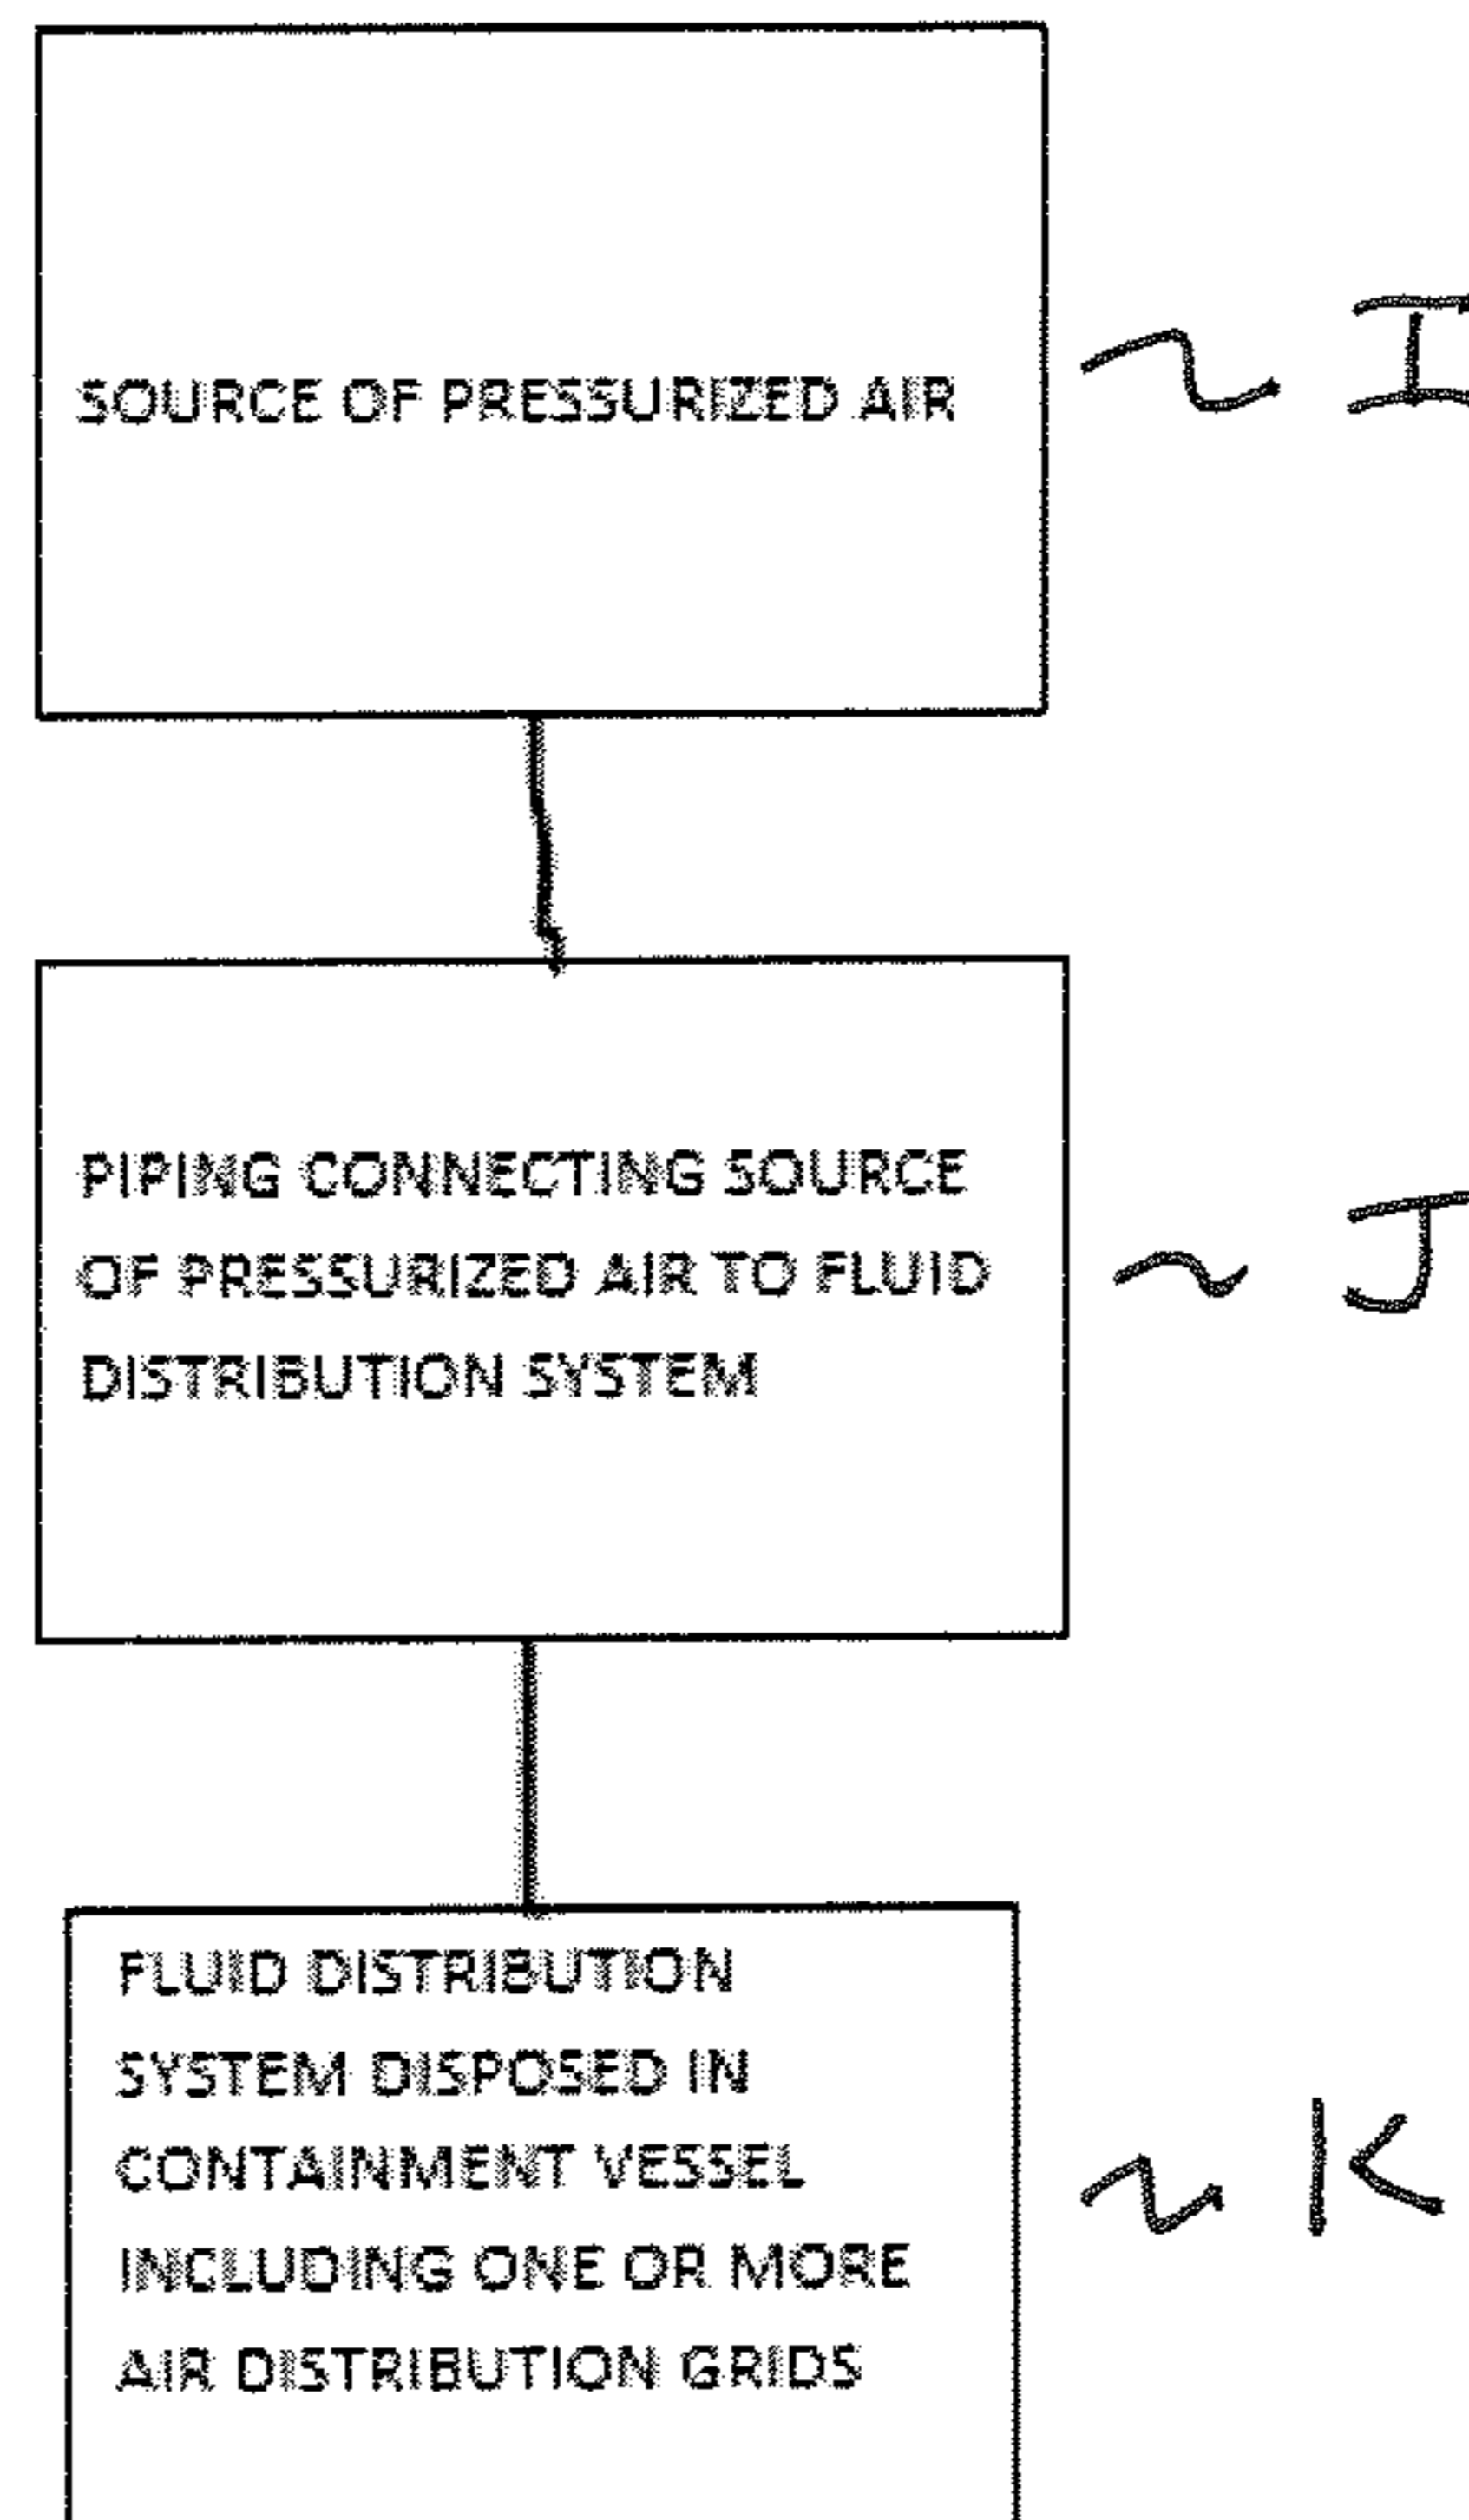 SOURCE OF PRESSURIZED AIR
I
PIPING CONNECTING SOURCE
OF PRESSURIZED AIR TO FLUID
DISTRIBUTION SYSTEM
J
FLUID DISTRIBUTION
SYSTEM DISPOSED IN
CONTAINMENT VESSEL
INCLUDING ONE OR MORE
AIR DISTRIBUTION GRIDS
K